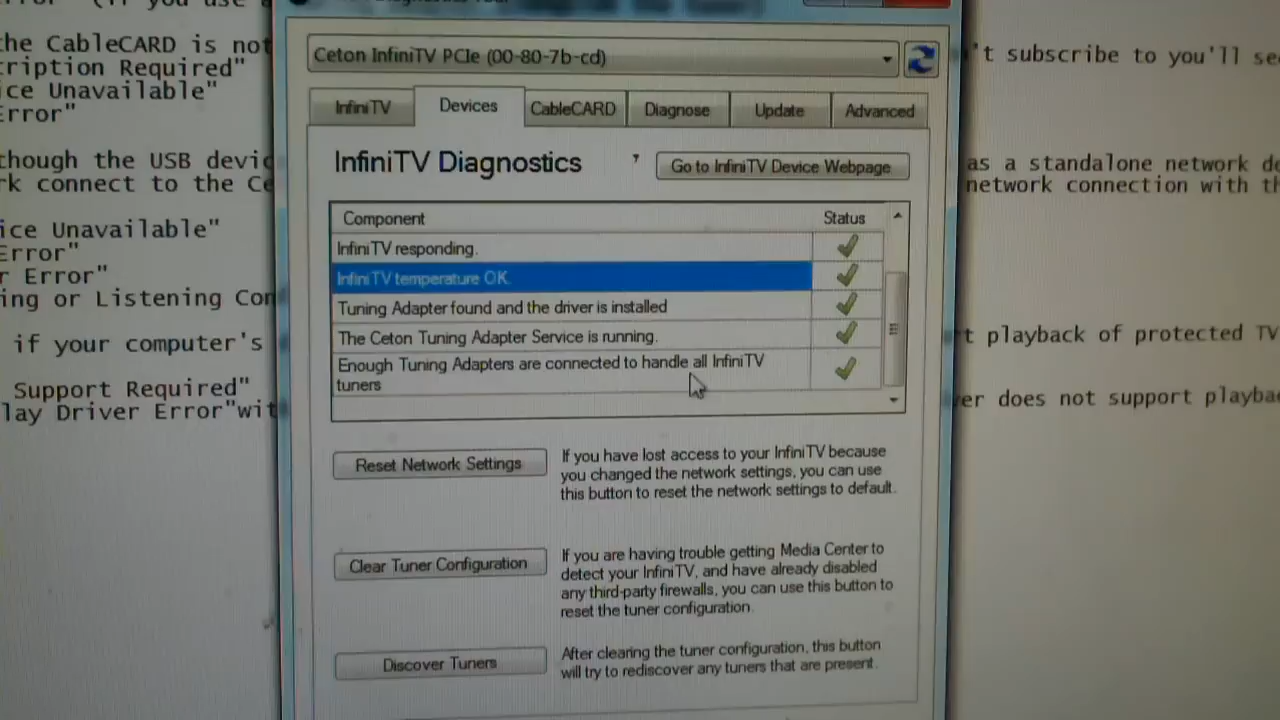 the CableCARD is not
't subscribe to you'll see
cription Required"
ice Unavailable"
Error"
though the USB
as a standalone network
rk connect to the
network connection with
ice Unavailable"
Error"
r Error"
ing or Listening
if your computer's
t playback of protected TV
Support Required"
lay Driver Error"wit
er does not support
Ceton InfiniTV PCIe (00-80-7b-cd)
InfiniTV
Devices
CableCARD
Diagnose
Update
Advanced
InfiniTV Diagnostics
Go to InfiniTV Device Webpage
Component
Status
InfiniTV responding.
InfiniTV temperature OK.
Tuning Adapter found and the driver is installed
The Ceton Tuning Adapter Service is running.
Enough Tuning Adapters are connected to handle all InfiniTV
tuners
Reset Network Settings
If you have lost access to your InfiniTV because
you changed the network settings, you can use
this button to reset the network settings to default.
Clear Tuner Configuration
If you are having trouble getting Media Center to
detect your InfiniTV, and have already disabled
any third-party firewalls, you can use this button to
reset the tuner configuration.
Discover Tuners
After clearing the tuner configuration, this button
will try to rediscover any tuners that are present.